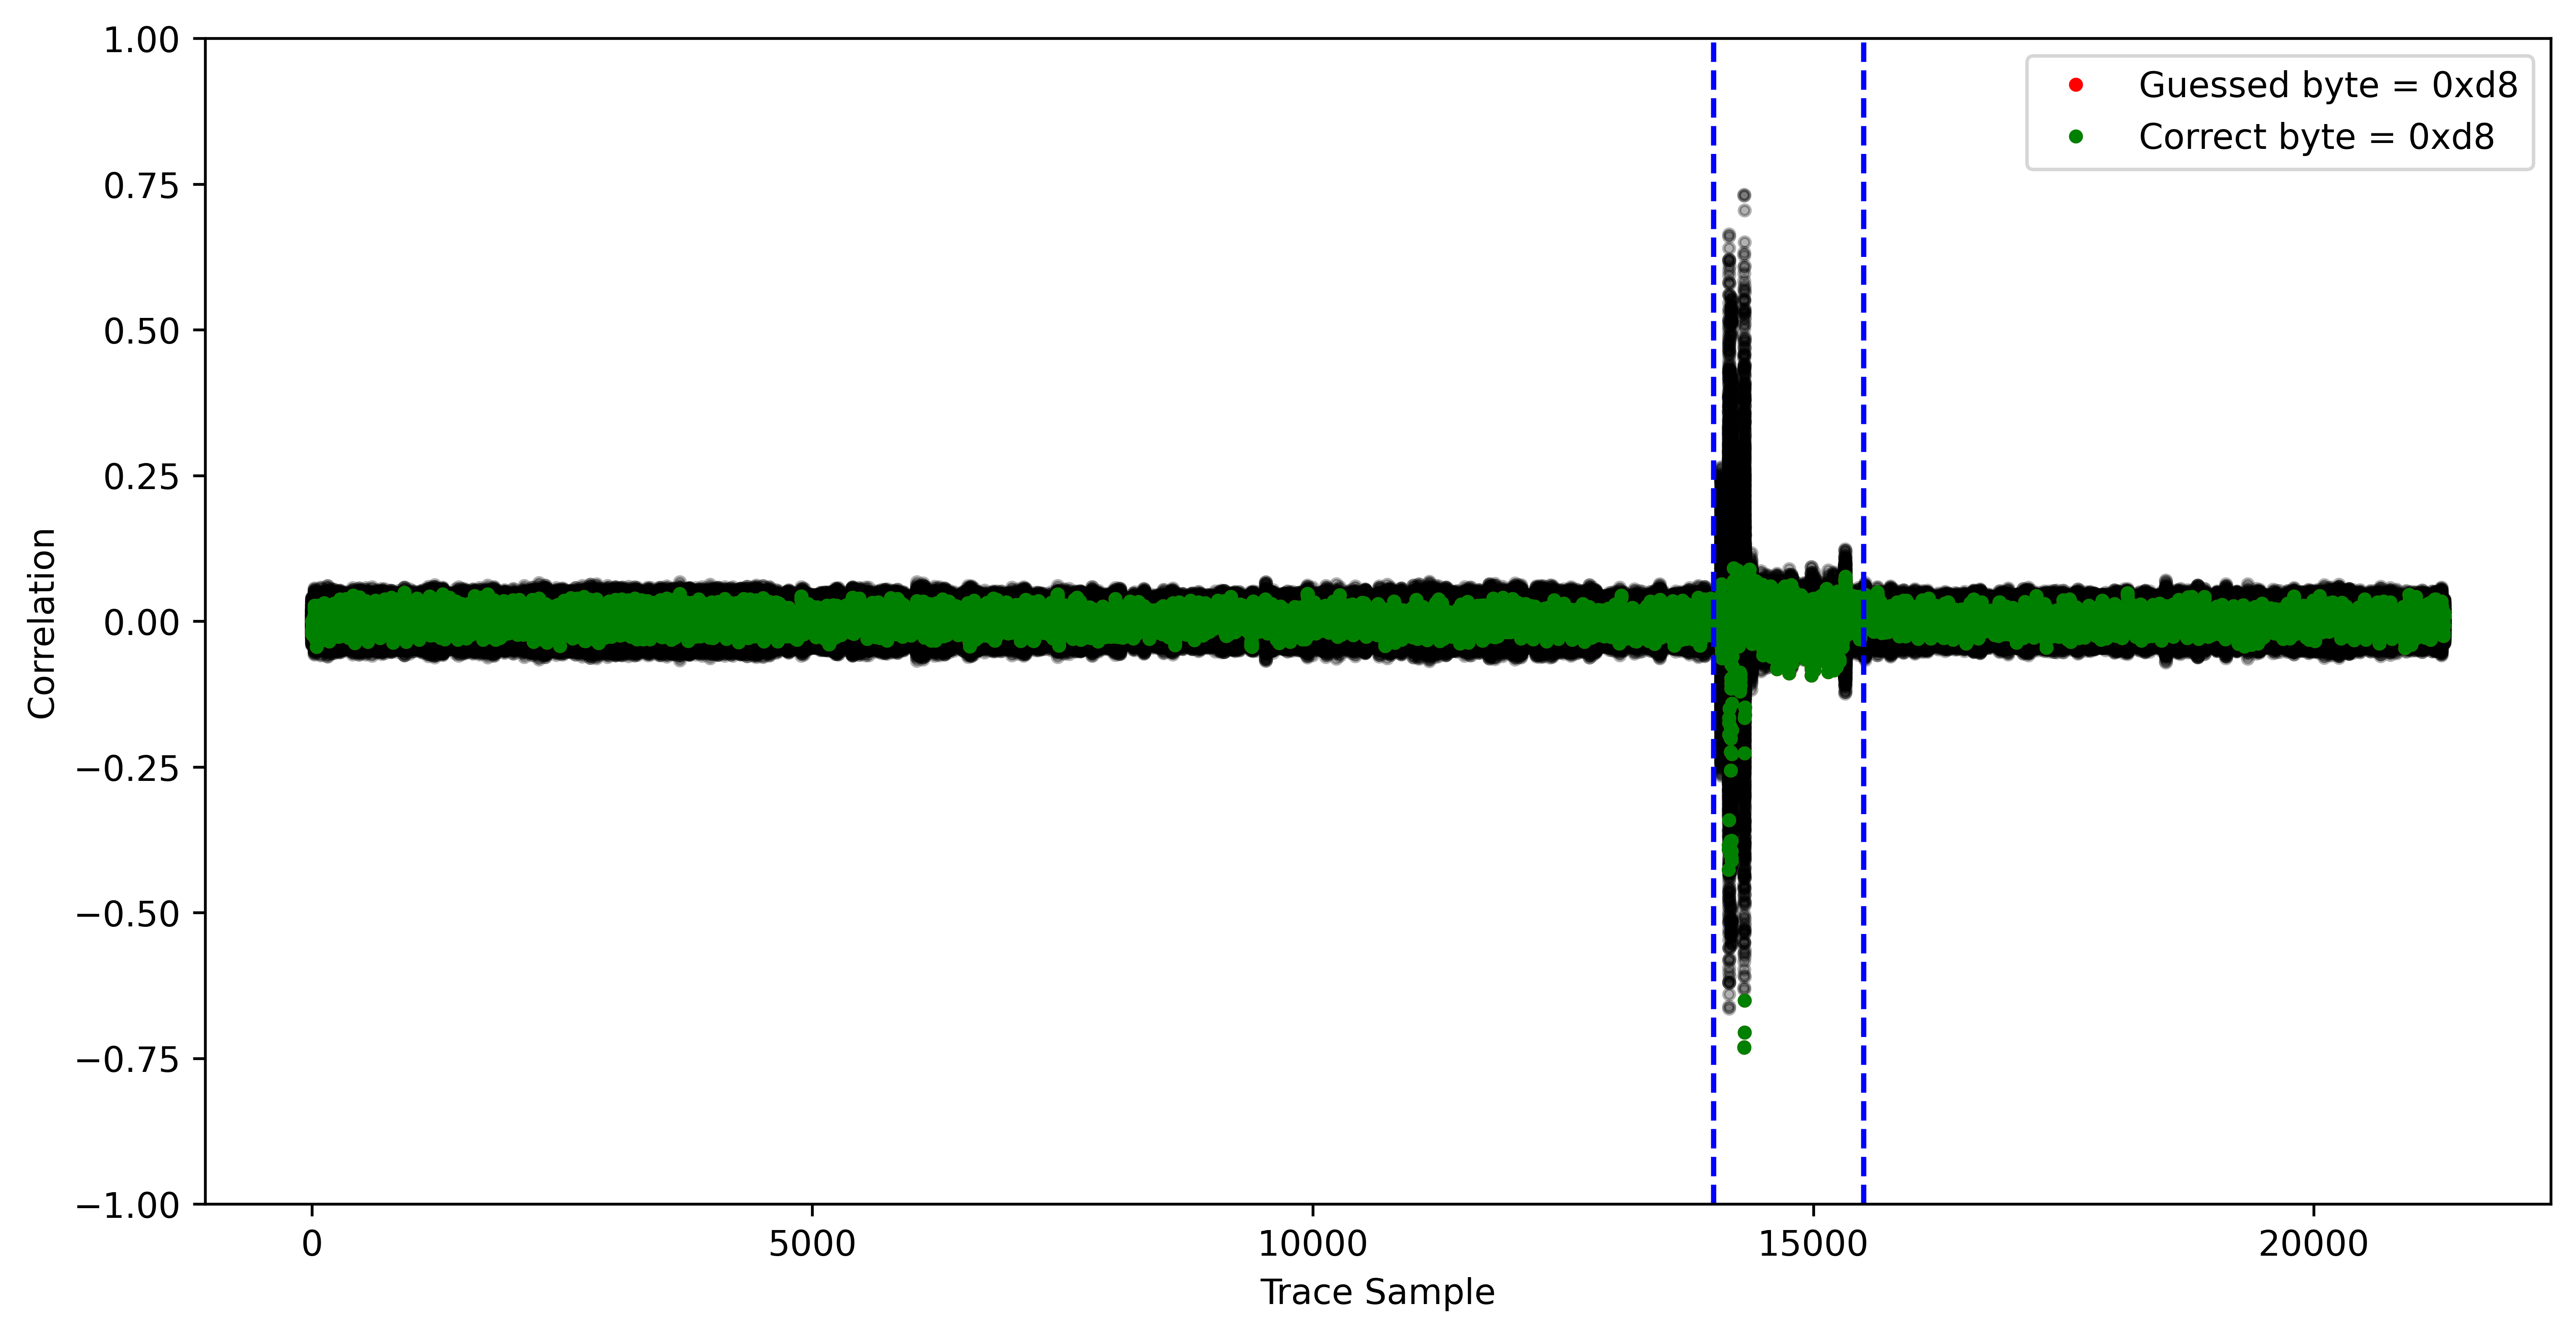 1.00
0.75
0.50
0.25
0.00
−0.25
−0.50
−0.75
−1.00
Correlation
0 5000 10000 15000 20000
Trace Sample
Guessed byte = 0xd8
Correct byte = 0xd8